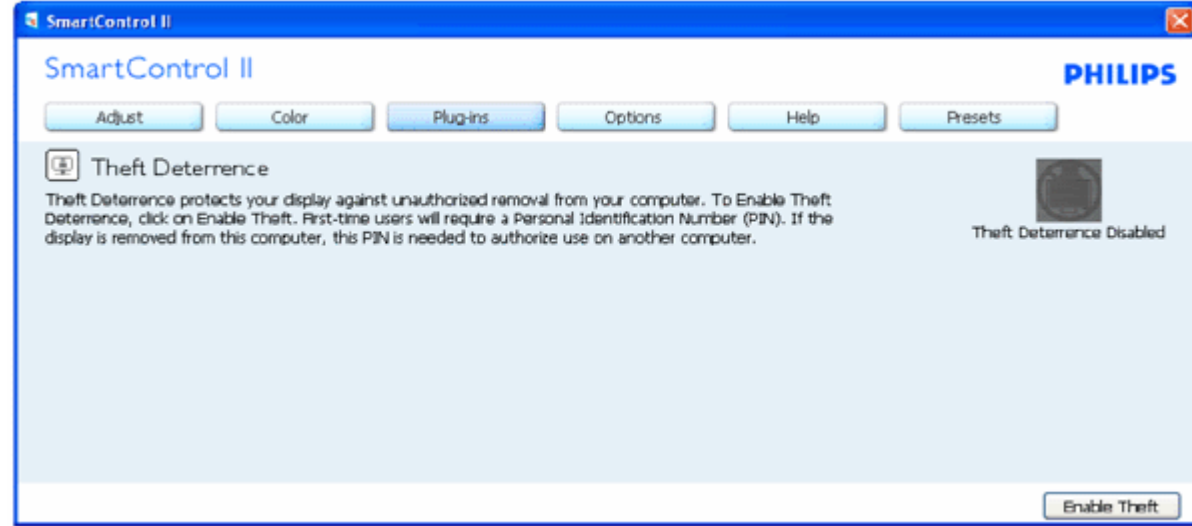 SmartControl II
SmartControl II
PHILIPS
Adjust
Color
Plug-ins
Options
Help
Presets
Theft Deterrence
Theft Deterrence protects your display against unauthorized removal from your computer. To Enable Theft
Deterrence, click on Enable Theft. First-time users will require a Personal Identification Number (PIN). If the
display is removed from this computer, this PIN is needed to authorize use on another computer.
Theft Deterrence Disabled
Enable Theft